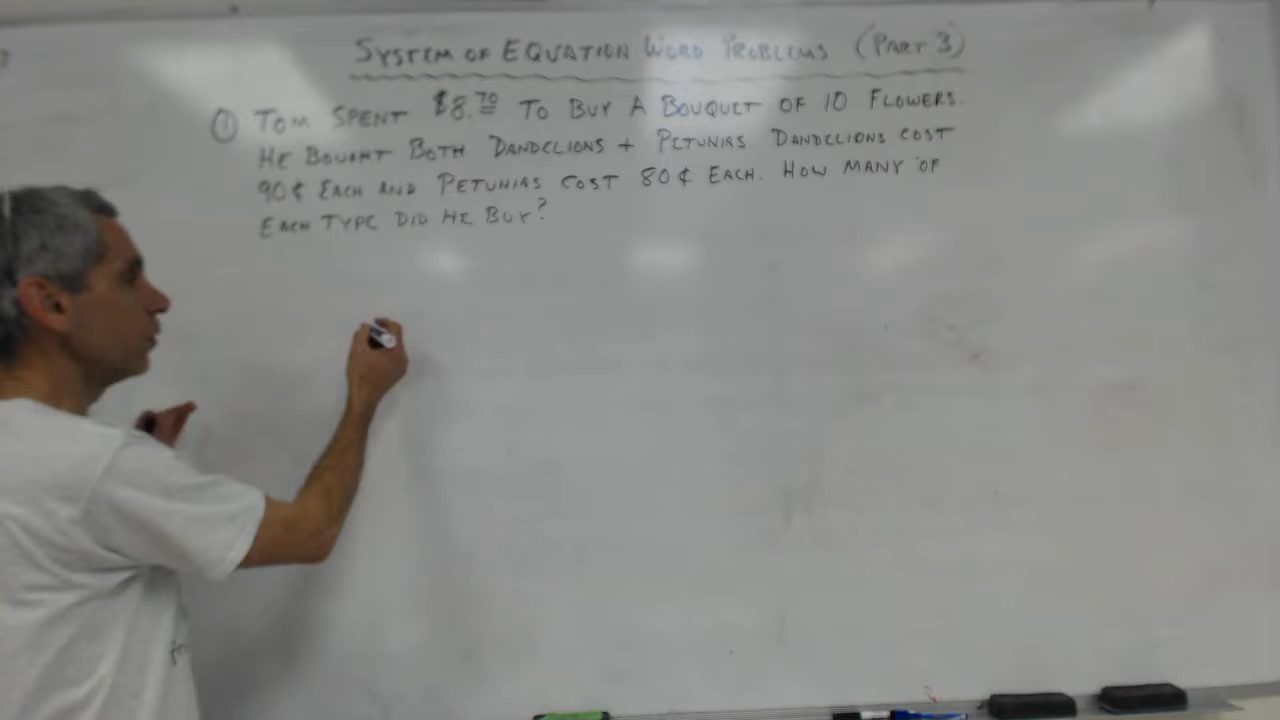 SYSTEM OF EQUATION WORD PROBLEMS (PART 3)
① TOM SPENT $8.70 TO BUY A BOUQUET OF 10 FLOWERS.
HE BOUGHT BOTH DANDELIONS + PETUNIAS DANDELIONS COST
90¢ EACH AND PETUNIAS COST 80¢ EACH. HOW MANY OF
EACH TYPE DID HE BUY?